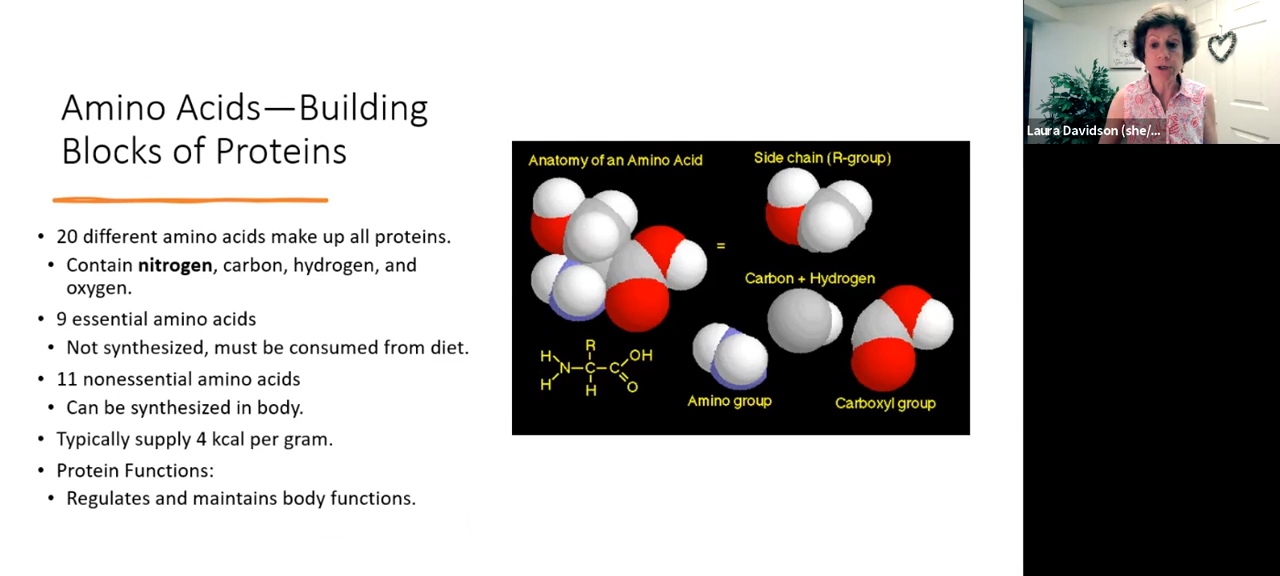 Amino Acids—Building
Blocks of Proteins
• 20 different amino acids make up all proteins.
• Contain nitrogen, carbon, hydrogen, and
oxygen.
• 9 essential amino acids
• Not synthesized, must be consumed from diet.
• 11 nonessential amino acids
• Can be synthesized in body.
• Typically supply 4 kcal per gram.
• Protein Functions:
• Regulates and maintains body functions.
Anatomy of an Amino Acid
Side chain (R-group)
=
Carbon + Hydrogen
Amino group
Carboxyl group
R
H OH
N–C–C
H H O
Laura Davidson (she/...